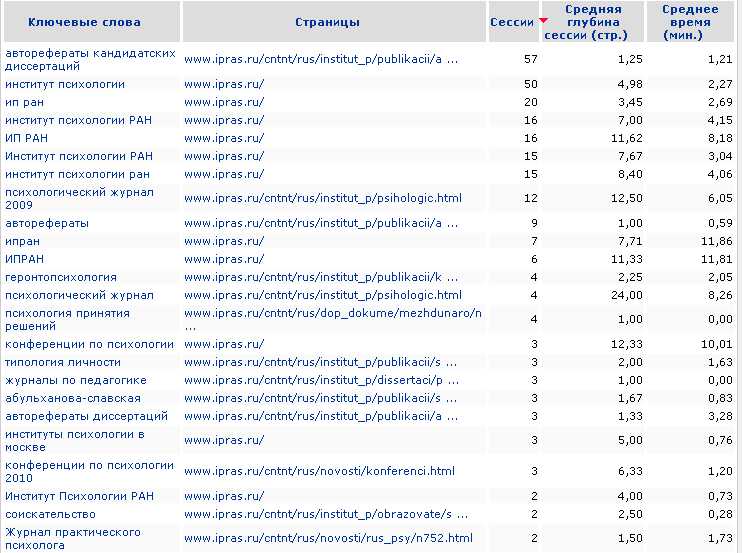 Ключевые слова Страницы Сессии Средняя глубина сессии (стр.) Среднее время (мин.)
авторефераты кандидатских диссертаций www.ipras.ru/cntnt/rus/institut_p/publikacii/a ... 57 1,25 1,21
институт психологии www.ipras.ru/ 50 4,98 2,27
ип ран www.ipras.ru/ 20 3,45 2,69
институт психологии РАН www.ipras.ru/ 16 7,00 4,15
ИП РАН www.ipras.ru/ 16 11,62 8,18
Институт психологии РАН www.ipras.ru/ 15 7,67 3,04
институт психологии ран www.ipras.ru/ 15 8,40 4,06
психологический журнал 2009 www.ipras.ru/cntnt/rus/institut_p/psihologic.html 12 12,50 6,05
авторефераты www.ipras.ru/cntnt/rus/institut_p/publikacii/a ... 9 1,00 0,59
ипран www.ipras.ru/ 7 7,71 11,86
ИПРАН www.ipras.ru/ 6 11,33 11,81
геронтопсихология www.ipras.ru/cntnt/rus/institut_p/publikacii/k ... 4 2,25 2,05
психологический журнал www.ipras.ru/cntnt/rus/institut_p/psihologic.html 4 24,00 8,26
психология принятия решений www.ipras.ru/cntnt/rus/dop_dokume/mezhdunaro/n ... 4 1,00 0,00
конференции по психологии www.ipras.ru/ 3 12,33 10,01
типология личности www.ipras.ru/cntnt/rus/institut_p/publikacii/s ... 3 2,00 1,63
журналы по педагогике www.ipras.ru/cntnt/rus/institut_p/dissertaci/p ... 3 1,00 0,00
абульханова-славская www.ipras.ru/cntnt/rus/institut_p/publikacii/s ... 3 1,67 0,83
авторефераты диссертаций www.ipras.ru/cntnt/rus/institut_p/publikacii/a ... 3 1,33 3,28
институты психологии в москве www.ipras.ru/ 3 5,00 0,76
конференции по психологии 2010 www.ipras.ru/cntnt/rus/novosti/konferenci.html 3 6,33 1,20
Институт Психологии РАН www.ipras.ru/ 2 4,00 0,73
соискательство www.ipras.ru/cntnt/rus/institut_p/obrazovate/s ... 2 2,50 0,28
Журнал практического психолога www.ipras.ru/cntnt/rus/novosti/rus_psy/n752.html 2 1,50 1,73